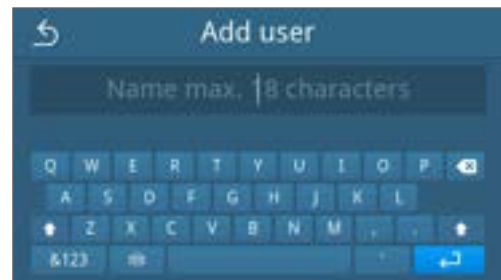 Add user
Name max. 18 characters
Q W E R T Y U I O P
A S D F G H J K L
Z X C V B N M , .
&123 '